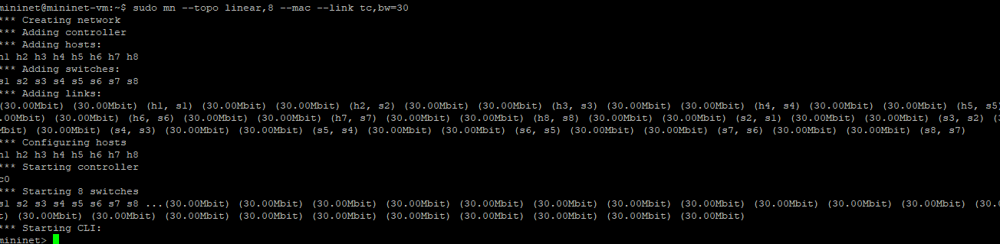 mininet@mininet-vm:~$ sudo mn --topo linear,8 --mac --link tc,bw=30
*** Creating network
*** Adding controller
*** Adding hosts:
h1 h2 h3 h4 h5 h6 h7 h8
*** Adding switches:
s1 s2 s3 s4 s5 s6 s7 s8
*** Adding links:
(30.00Mbit) (30.00Mbit) (h1, s1) (30.00Mbit) (30.00Mbit) (h2, s2) (30.00Mbit) (30.00Mbit) (h3, s3) (30.00Mbit) (30.00Mbit) (h4, s4) (30.00Mbit) (30.00Mbit) (h5, s5)
.00Mbit) (30.00Mbit) (h6, s6) (30.00Mbit) (30.00Mbit) (h7, s7) (30.00Mbit) (30.00Mbit) (h8, s8) (30.00Mbit) (30.00Mbit) (s2, s1) (30.00Mbit) (30.00Mbit) (s3, s2) (3
Mbit) (30.00Mbit) (s4, s3) (30.00Mbit) (30.00Mbit) (s5, s4) (30.00Mbit) (30.00Mbit) (s6, s5) (30.00Mbit) (30.00Mbit) (s7, s6) (30.00Mbit) (30.00Mbit) (s8, s7)
*** Configuring hosts
h1 h2 h3 h4 h5 h6 h7 h8
*** Starting controller
c0
*** Starting 8 switches
s1 s2 s3 s4 s5 s6 s7 s8 ...(30.00Mbit) (30.00Mbit) (30.00Mbit) (30.00Mbit) (30.00Mbit) (30.00Mbit) (30.00Mbit) (30.00Mbit) (30.00Mbit) (30.00Mbit) (30.00Mbit) (30.0
t) (30.00Mbit) (30.00Mbit) (30.00Mbit) (30.00Mbit) (30.00Mbit) (30.00Mbit) (30.00Mbit) (30.00Mbit) (30.00Mbit) (30.00Mbit)
*** Starting CLI:
mininet>